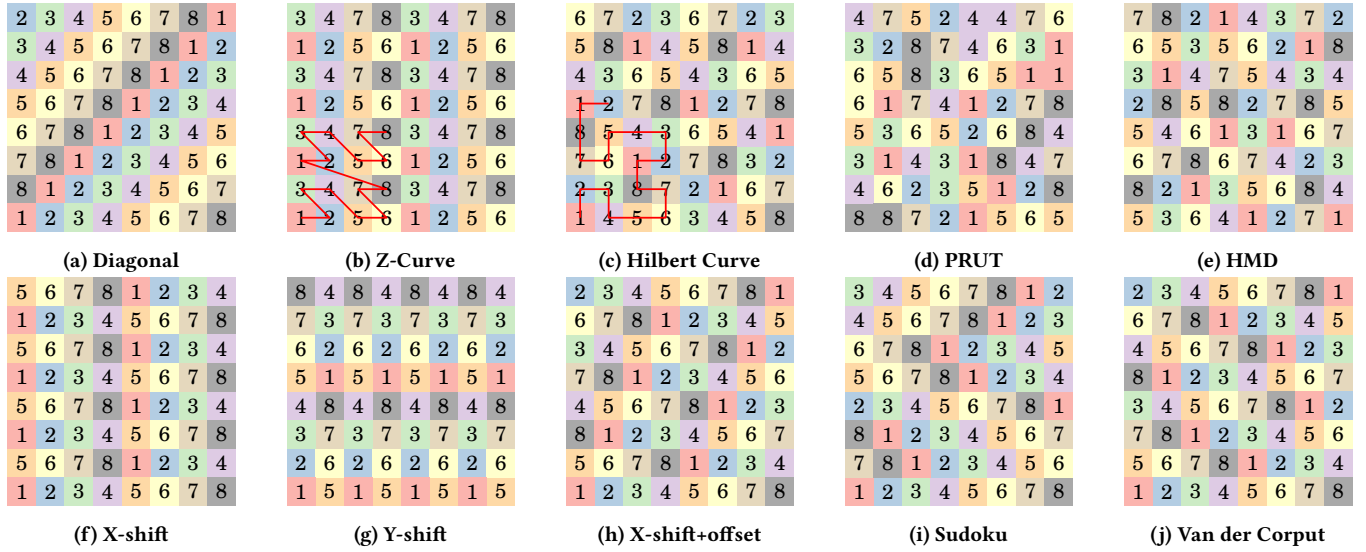 2 3 4 5 6 7 8 1
3 4 5 6 7 8 1 2
4 5 6 7 8 1 2 3
5 6 7 8 1 2 3 4
6 7 8 1 2 3 4 5
7 8 1 2 3 4 5 6
8 1 2 3 4 5 6 7
1 2 3 4 5 6 7 8
(a) Diagonal
3 4 7 8 3 4 7 8
1 2 5 6 1 2 5 6
3 4 7 8 3 4 7 8
1 2 5 6 1 2 5 6
3 4 7 8 3 4 7 8
1 2 5 6 1 2 5 6
3 4 7 8 3 4 7 8
1 2 5 6 1 2 5 6
(b) Z-Curve
6 7 2 3 6 7 2 3
5 8 1 4 5 8 1 4
4 3 6 5 4 3 6 5
1 2 7 8 1 2 7 8
8 5 4 3 6 5 4 1
7 6 1 2 7 8 3 2
2 3 8 7 2 1 6 7
1 4 5 6 3 4 5 8
(c) Hilbert Curve
4 7 5 2 4 4 7 6
3 2 8 7 4 6 3 1
6 5 8 3 6 5 1 1
6 1 7 4 1 2 7 8
5 3 6 5 2 6 8 4
3 1 4 3 1 8 4 7
4 6 2 3 5 1 2 8
8 8 7 2 1 5 6 5
(d) PRUT
7 8 2 1 4 3 7 2
6 5 3 5 6 2 1 8
3 1 4 7 5 4 3 4
2 8 5 8 2 7 8 5
5 4 6 1 3 1 6 7
6 7 8 6 7 4 2 3
8 2 1 3 5 6 8 4
5 3 6 4 1 2 7 1
(e) HMD
5 6 7 8 1 2 3 4
1 2 3 4 5 6 7 8
5 6 7 8 1 2 3 4
1 2 3 4 5 6 7 8
5 6 7 8 1 2 3 4
1 2 3 4 5 6 7 8
5 6 7 8 1 2 3 4
1 2 3 4 5 6 7 8
(f) X-shift
8 4 8 4 8 4 8 4
7 3 7 3 7 3 7 3
6 2 6 2 6 2 6 2
5 1 5 1 5 1 5 1
4 8 4 8 4 8 4 8
3 7 3 7 3 7 3 7
2 6 2 6 2 6 2 6
1 5 1 5 1 5 1 5
(g) Y-shift
2 3 4 5 6 7 8 1
6 7 8 1 2 3 4 5
3 4 5 6 7 8 1 2
7 8 1 2 3 4 5 6
4 5 6 7 8 1 2 3
8 1 2 3 4 5 6 7
5 6 7 8 1 2 3 4
1 2 3 4 5 6 7 8
(h) X-shift+offset
3 4 5 6 7 8 1 2
4 5 6 7 8 1 2 3
6 7 8 1 2 3 4 5
5 6 7 8 1 2 3 4
2 3 4 5 6 7 8 1
8 1 2 3 4 5 6 7
7 8 1 2 3 4 5 6
1 2 3 4 5 6 7 8
(i) Sudoku
2 3 4 5 6 7 8 1
6 7 8 1 2 3 4 5
4 5 6 7 8 1 2 3
8 1 2 3 4 5 6 7
3 4 5 6 7 8 1 2
7 8 1 2 3 4 5 6
5 6 7 8 1 2 3 4
1 2 3 4 5 6 7 8
(j) Van der Corput